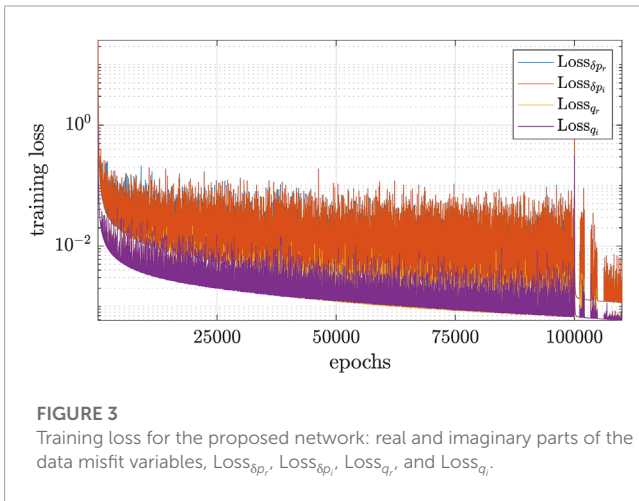 Loss_{δp_r}
Loss_{δp_i}
Loss_{q_r}
Loss_{q_i}
training loss
10^0
10^{-2}
25000 50000 75000 100000
epochs
FIGURE 3
Training loss for the proposed network: real and imaginary parts of the
data misfit variables, Loss_{δp_r}, Loss_{δp_i}, Loss_{q_r}, and Loss_{q_i}.